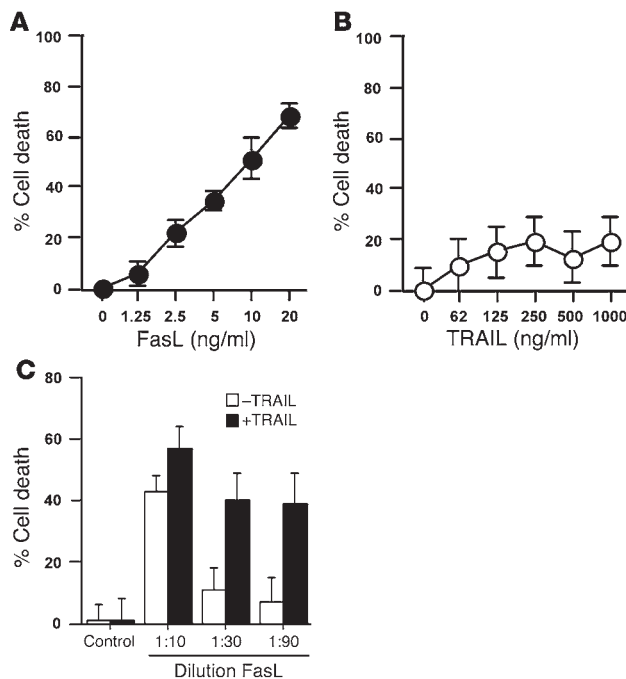 A
100
80
60
40
20
0
% Cell death
0 1.25 2.5 5 10 20
FasL (ng/ml)
B
100
80
60
40
20
0
% Cell death
0 62 125 250 500 1000
TRAIL (ng/ml)
C
80
60
40
20
0
% Cell death
–TRAIL
+TRAIL
Control 1:10 1:30 1:90
Dilution FasL